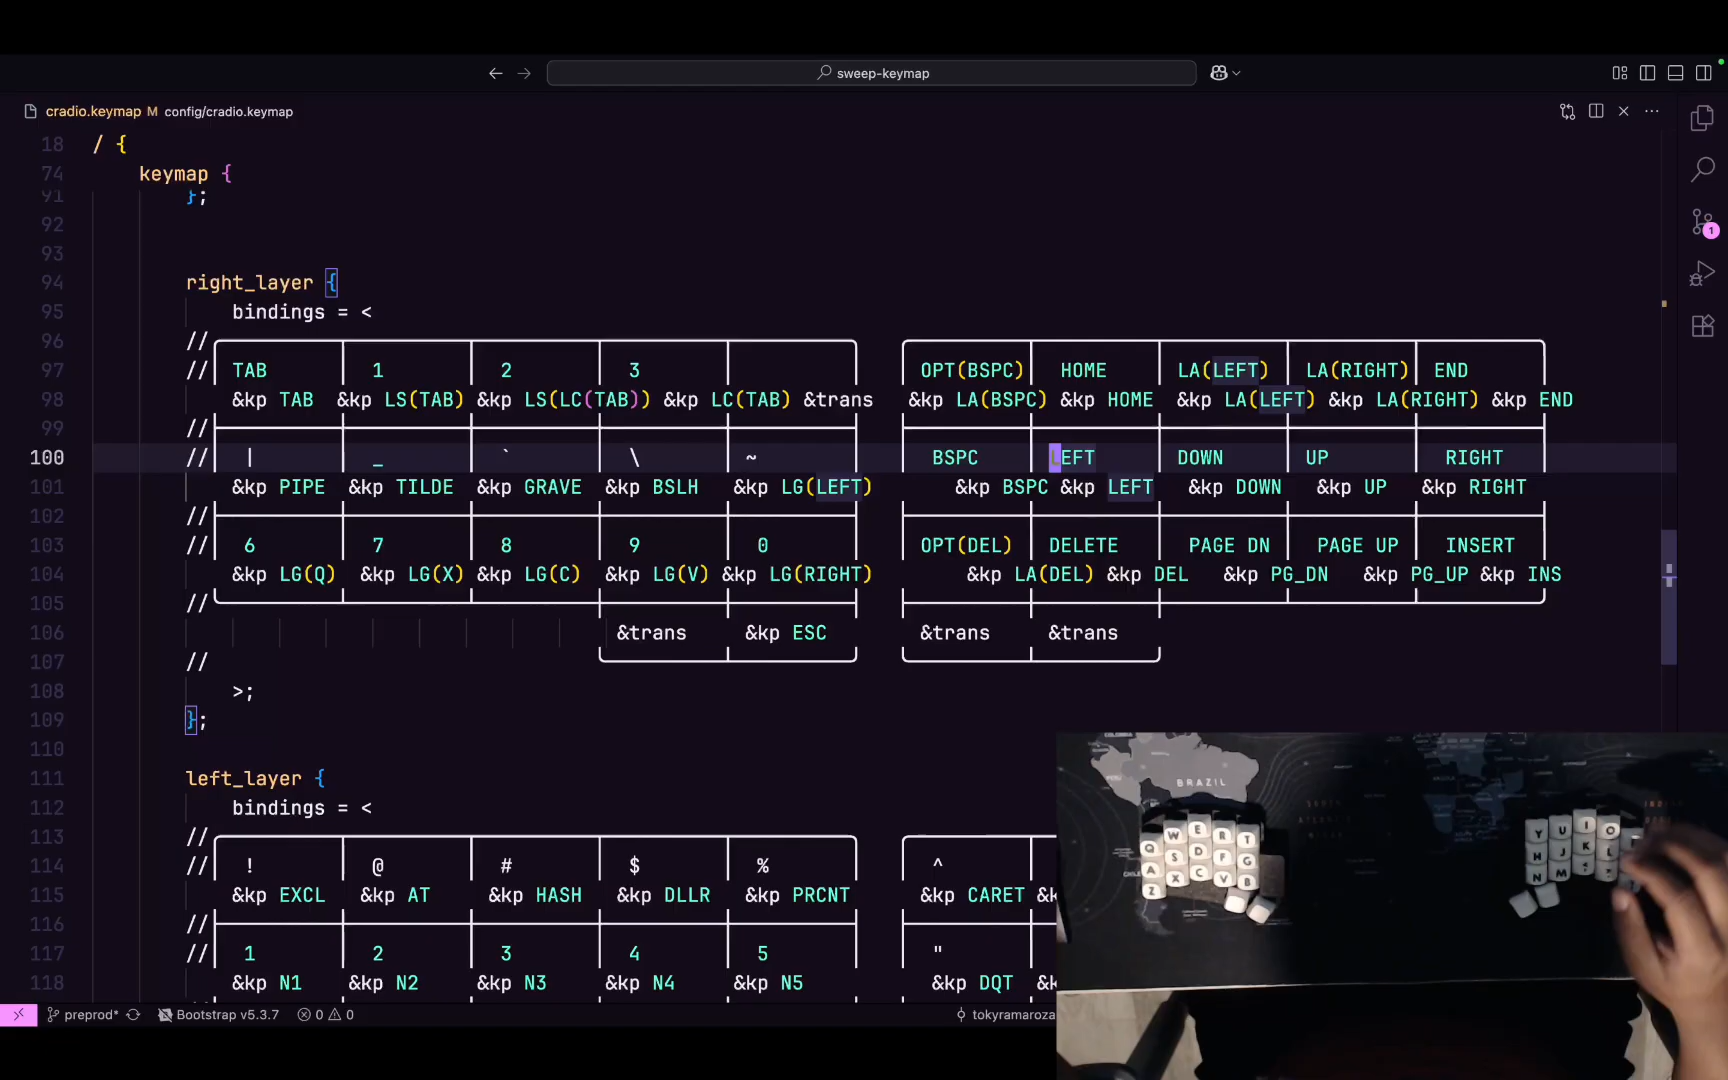 sweep-keymap
cradio.keymap M config/cradio.keymap
18 / {
74 keymap {
91 };
92
93
94 right_layer {
95 bindings = <
96 //
97 // TAB 1 2 3 OPT(BSPC) HOME LA(LEFT) LA(RIGHT) END
98 &kp TAB &kp LS(TAB) &kp LS(LC(TAB)) &kp LC(TAB) &trans &kp LA(BSPC) &kp HOME &kp LA(LEFT) &kp LA(RIGHT) &kp END
99 //
100 // | _ ` \ ~ BSPC LEFT DOWN UP RIGHT
101 &kp PIPE &kp TILDE &kp GRAVE &kp BSLH &kp LG(LEFT) &kp BSPC &kp LEFT &kp DOWN &kp UP &kp RIGHT
102 //
103 // 6 7 8 9 0 OPT(DEL) DELETE PAGE DN PAGE UP INSERT
104 &kp LG(Q) &kp LG(X) &kp LG(C) &kp LG(V) &kp LG(RIGHT) &kp LA(DEL) &kp DEL &kp PG_DN &kp PG_UP &kp INS
105 //
106 &trans &kp ESC &trans &trans
107 //
108 >;
109 };
110
111 left_layer {
112 bindings = <
113 //
114 // ! @ # $ % ^
115 &kp EXCL &kp AT &kp HASH &kp DLLR &kp PRCNT &kp CARET &k
116 //
117 // 1 2 3 4 5 "
118 &kp N1 &kp N2 &kp N3 &kp N4 &kp N5 &kp DQT &k
1
preprod* Bootstrap v5.3.7 0 0 tokyramaroza
BRAZIL
W E R T
Q S D F G
A X C V B
Z
Y U I O
H J K L
N M